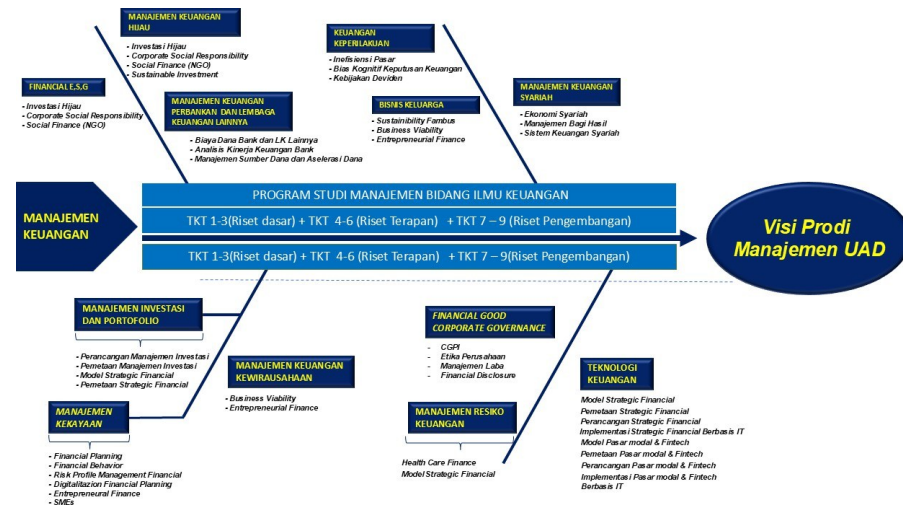 MANAJEMEN KEUANGAN
HIJAU
- Investasi Hijau
- Corporate Social Responsibility
- Social Finance (NGO)
- Sustainable Investment
FINANCIAL E,S,G
- Investasi Hijau
- Corporate Social Responsibility
- Social Finance (NGO)
MANAJEMEN KEUANGAN
PERBANKAN DAN LEMBAGA
KEUANGAN LAINNYA
- Biaya Dana Bank dan LK Lainnya
- Analisis Kinerja Keuangan Bank
- Manajemen Sumber Dana dan Aselerasi Dana
KEUANGAN
KEPERILAKUAN
- Inefisiensi Pasar
- Bias Kognitif Keputusan Keuangan
- Kebijakan Deviden
BISNIS KELUARGA
- Sustainibility Fambus
- Business Viability
- Entrepreneurial Finance
MANAJEMEN KEUANGAN
SYARIAH
- Ekonomi Syariah
- Manajemen Bagi Hasil
- Sistem Keuangan Syariah
MANAJEMEN
KEUANGAN
PROGRAM STUDI MANAJEMEN BIDANG ILMU KEUANGAN
TKT 1-3(Riset dasar) + TKT 4-6 (Riset Terapan) + TKT 7 – 9 (Riset Pengembangan)
TKT 1-3(Riset dasar) + TKT 4-6 (Riset Terapan) + TKT 7 – 9(Riset Pengembangan)
Visi Prodi
Manajemen UAD
MANAJEMEN INVESTASI
DAN PORTOFOLIO
- Perancangan Manajemen Investasi
- Pemetaan Manajemen Investasi
- Model Strategic Financial
- Pemetaan Strategic Financial
MANAJEMEN
KEKAYAAN
- Financial Planning
- Financial Behavior
- Risk Profile Management Financial
- Digitalitazion Financial Planning
- Entrepreneural Finance
- SMEs
MANAJEMEN KEUANGAN
KEWIRAUSAHAAN
- Business Viability
- Entrepreneurial Finance
FINANCIAL GOOD
CORPORATE GOVERNANCE
- CGPI
- Etika Perusahaan
- Manajemen Laba
- Financial Disclosure
MANAJEMEN RESIKO
KEUANGAN
Health Care Finance
Model Strategic Financial
TEKNOLOGI
KEUANGAN
Model Strategic Financial
Pemetaan Strategic Financial
Perancangan Strategic Financial
Implementasi Strategic Financial Berbasis IT
Model Pasar modal & Fintech
Pemetaan Pasar modal & Fintech
Perancangan Pasar modal & Fintech
Implementasi Pasar modal & Fintech
Berbasis IT